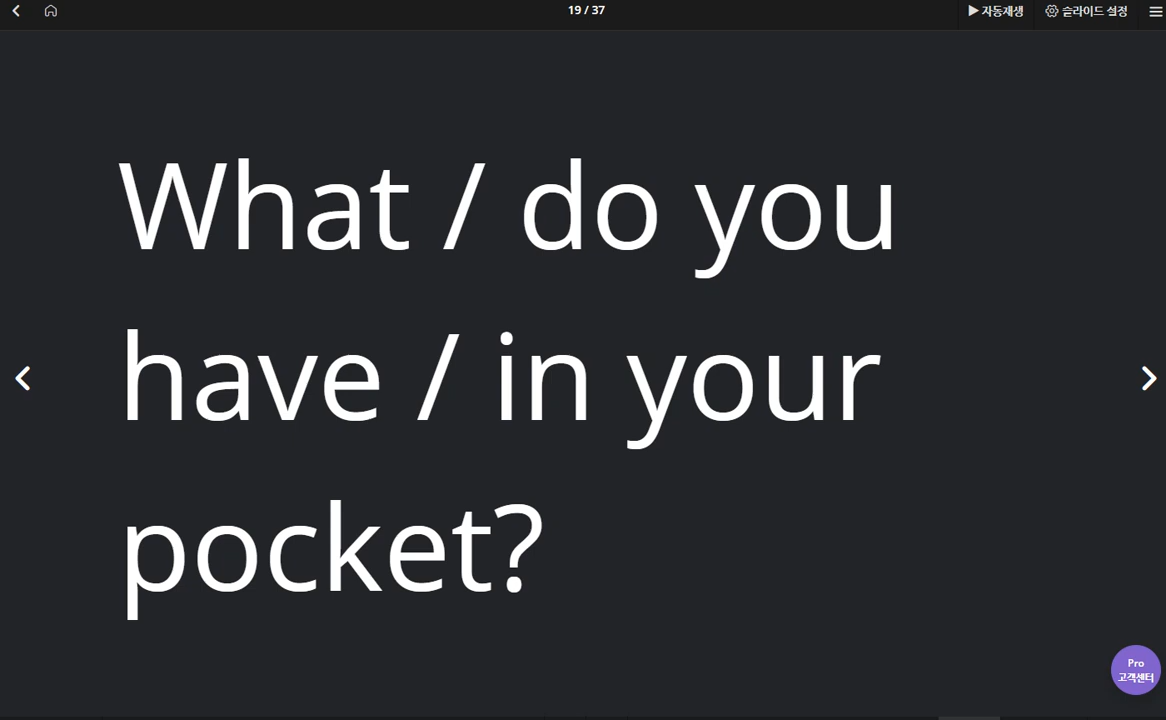 19 / 37
▶ 자동재생
슬라이드 설정
What / do you
have / in your
pocket?
Pro
고객센터